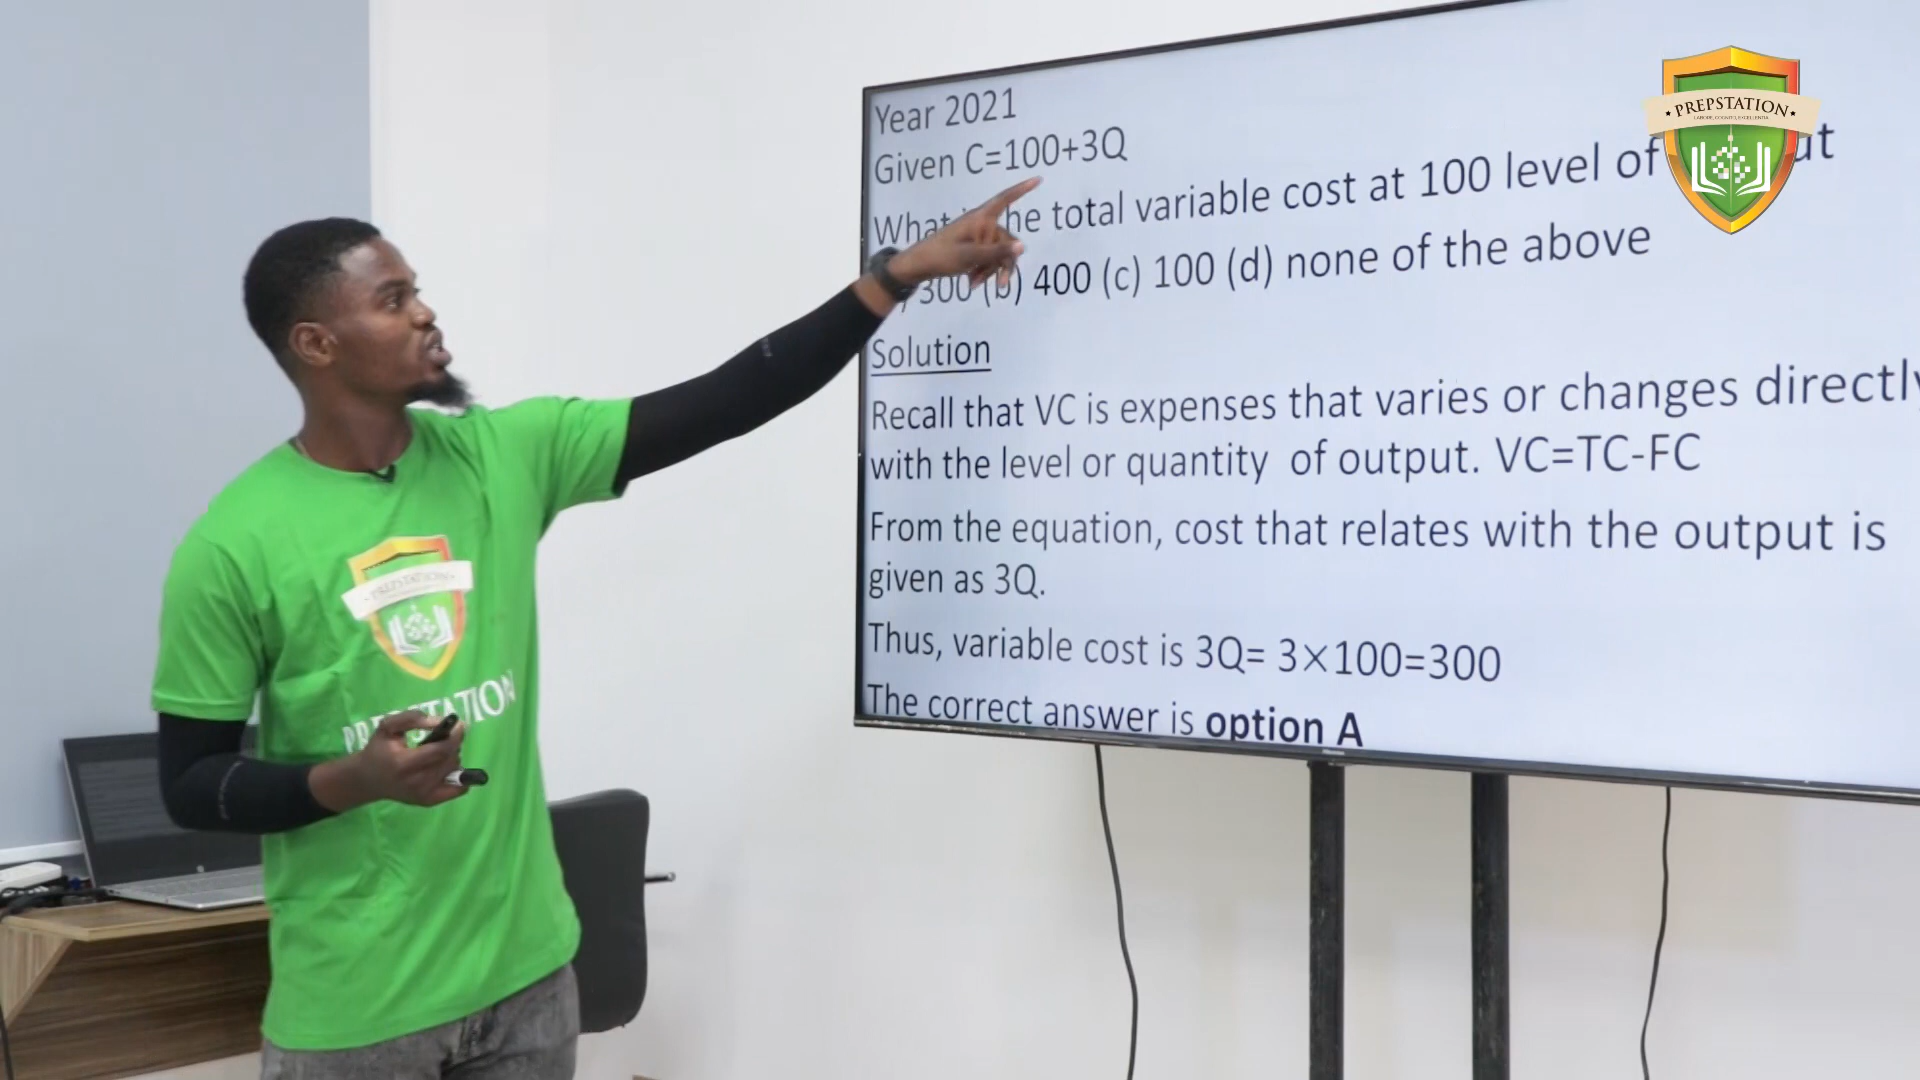 Year 2021
Given C=100+3Q
What the total variable cost at 100 level of
300 (b) 400 (c) 100 (d) none of the above
Solution
Recall that VC is expenses that varies or changes directly
with the level or quantity of output. VC=TC-FC
From the equation, cost that relates with the output is
given as 3Q.
Thus, variable cost is 3Q= 3×100=300
The correct answer is option A
PREPSTATION
PREPSTATION
PREPSTATION